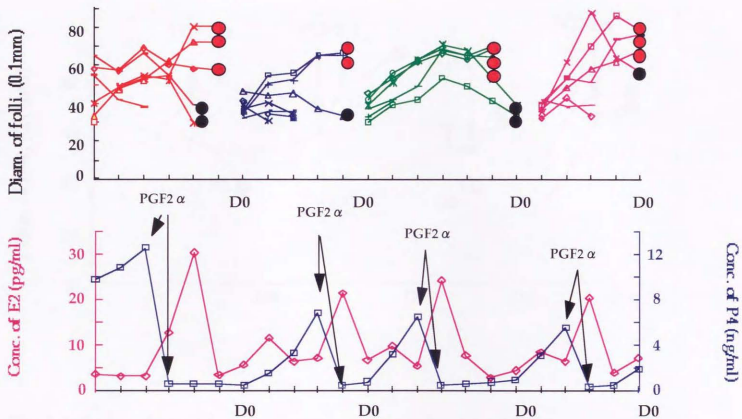 Diam. of folli. (0.1mm)
80
60
40
20
0
D0 D0 D0 D0
PGF2 α
PGF2 α
PGF2 α
PGF2 α
Conc. of E2 (pg/ml)
30
20
10
0
12
8
4
0
Conc. of P4 (ng/ml)
D0 D0 D0 D0